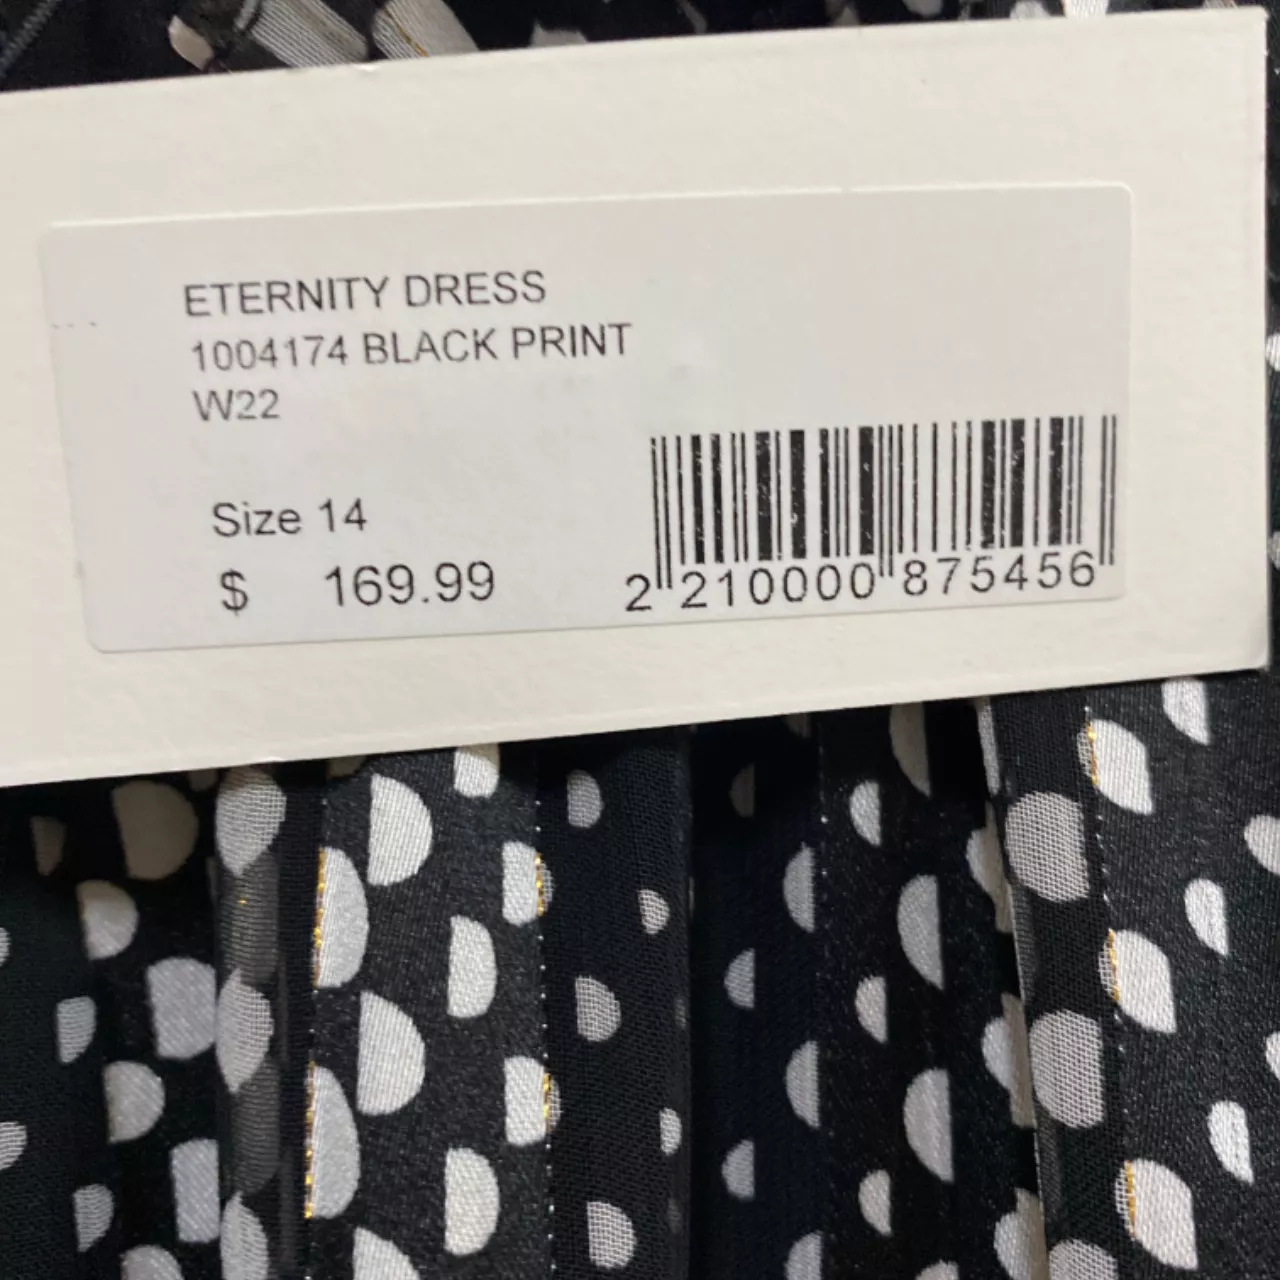 ETERNITY DRESS
1004174 BLACK PRINT
W22
Size 14
$ 169.99
2 210000 875456